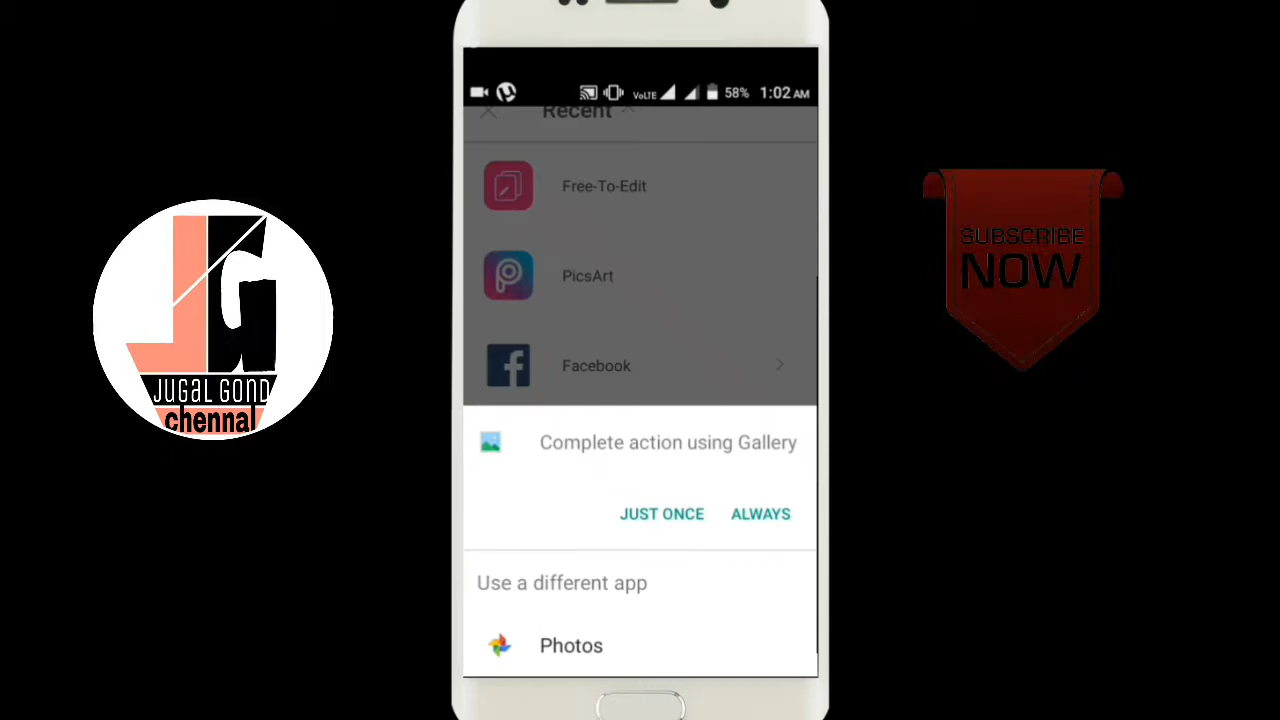 VoLTE 58% 1:02 AM
Recent
Free-To-Edit
PicsArt
Facebook
Complete action using Gallery
JUST ONCE ALWAYS
Use a different app
Photos
JG
JUGAL GOND
chennal
SUBSCRIBE
NOW